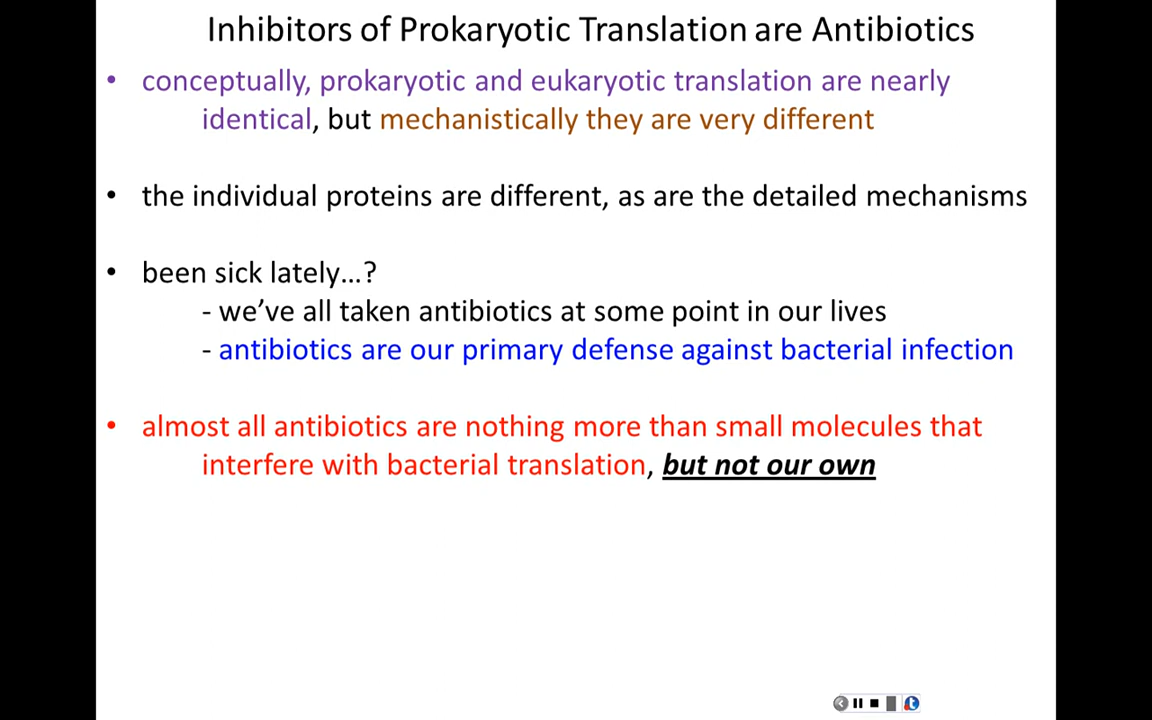 Inhibitors of Prokaryotic Translation are Antibiotics
• conceptually, prokaryotic and eukaryotic translation are nearly
identical, but mechanistically they are very different
• the individual proteins are different, as are the detailed mechanisms
• been sick lately...?
- we've all taken antibiotics at some point in our lives
- antibiotics are our primary defense against bacterial infection
• almost all antibiotics are nothing more than small molecules that
interfere with bacterial translation, but not our own